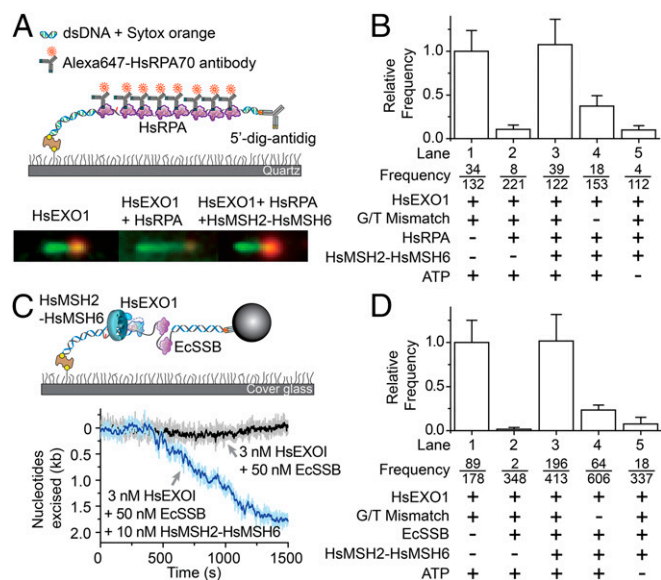 A
dsDNA + Sytox orange
Alexa647-HsRPA70 antibody
HsRPA
5'-dig-antidig
Quartz
HsEXO1
HsEXO1
+ HsRPA
HsEXO1+ HsRPA
+HsMSH2-HsMSH6
B
Relative
Frequency
1.0
0.5
0.0
Lane 1 2 3 4 5
Frequency 34/132 8/221 39/122 18/153 4/112
HsEXO1 + + + + +
G/T Mismatch + + + - +
HsRPA - + + + +
HsMSH2-HsMSH6 - - + + +
ATP + + + + -
C
HsMSH2
-HsMSH6
HsEXO1
EcSSB
Cover glass
Nucleotides
excised (kb)
0
0.5
1.0
1.5
2.0
3 nM HsEXOI
+ 50 nM EcSSB
3 nM HsEXOI
+ 50 nM EcSSB
+ 10 nM HsMSH2-HsMSH6
0 500 1000 1500
Time (s)
D
Relative
Frequency
1.0
0.5
0.0
Lane 1 2 3 4 5
Frequency 89/178 2/348 196/413 64/606 18/337
HsEXO1 + + + + +
G/T Mismatch + + + - +
EcSSB - + + + +
HsMSH2-HsMSH6 - - + + +
ATP + + + + -